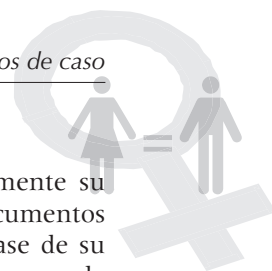 os de caso
=
mente su
cumentos
ase de su